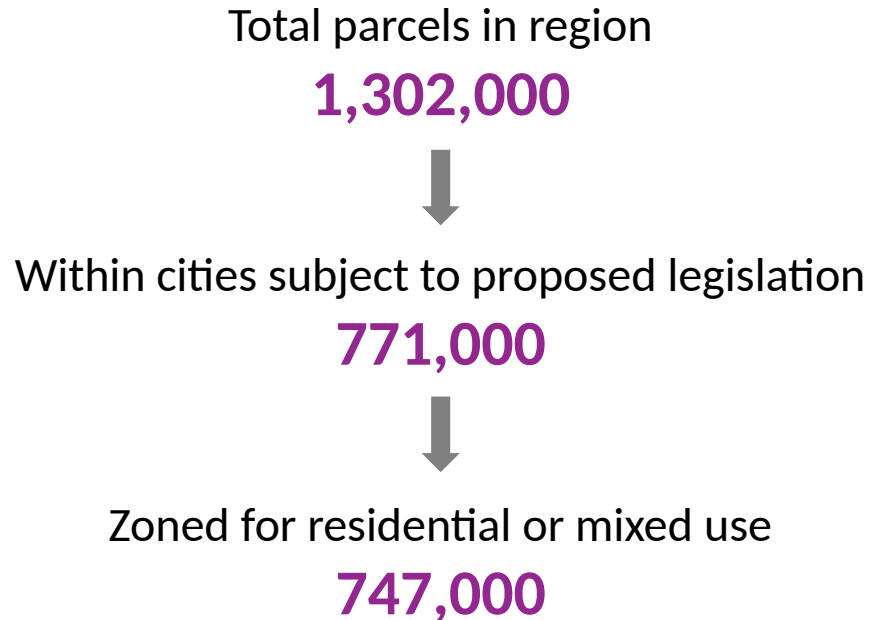 Total parcels in region
1,302,000
Within cities subject to proposed legislation
771,000
Zoned for residential or mixed use
747,000